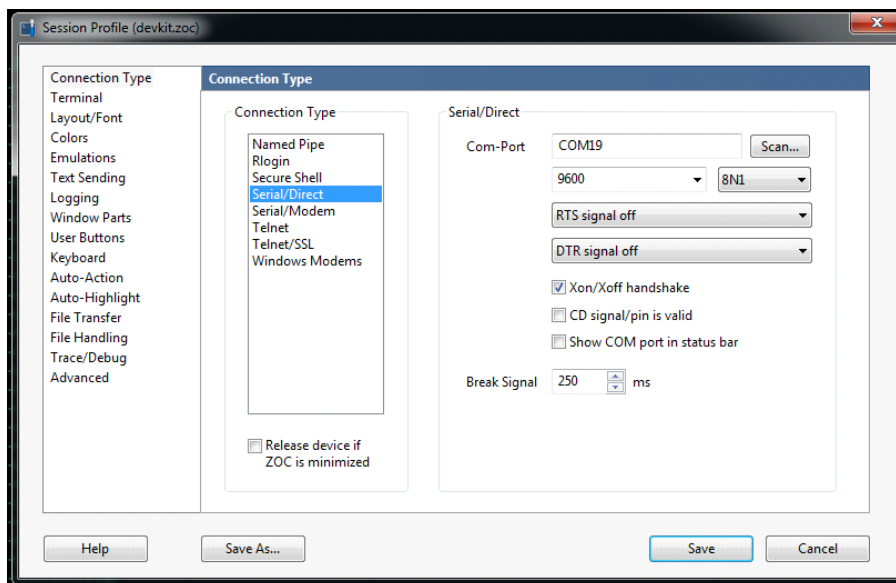 Session Profile (devkit.zoc)
Connection Type
Terminal
Layout/Font
Colors
Emulations
Text Sending
Logging
Window Parts
User Buttons
Keyboard
Auto-Action
Auto-Highlight
File Transfer
File Handling
Trace/Debug
Advanced
Connection Type
Connection Type
Named Pipe
Rlogin
Secure Shell
Serial/Direct
Serial/Modem
Telnet
Telnet/SSL
Windows Modems
Release device if
ZOC is minimized
Serial/Direct
Com-Port COM19 Scan...
9600 8N1
RTS signal off
DTR signal off
Xon/Xoff handshake
CD signal/pin is valid
Show COM port in status bar
Break Signal 250 ms
Help Save As... Save Cancel